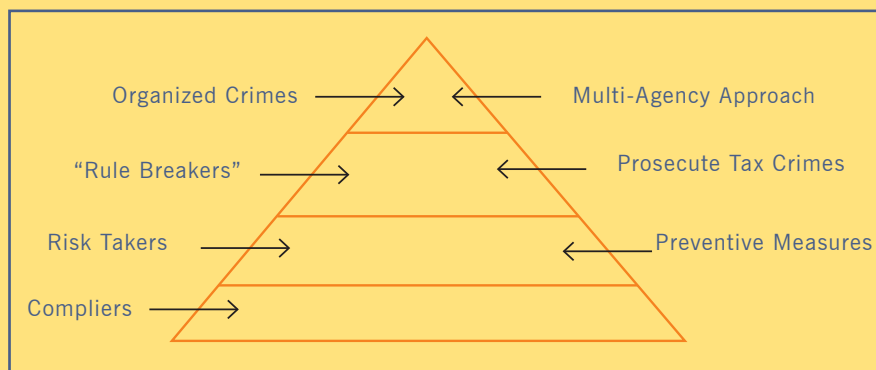 Organized Crimes
Multi-Agency Approach
“Rule Breakers”
Prosecute Tax Crimes
Risk Takers
Preventive Measures
Compliers